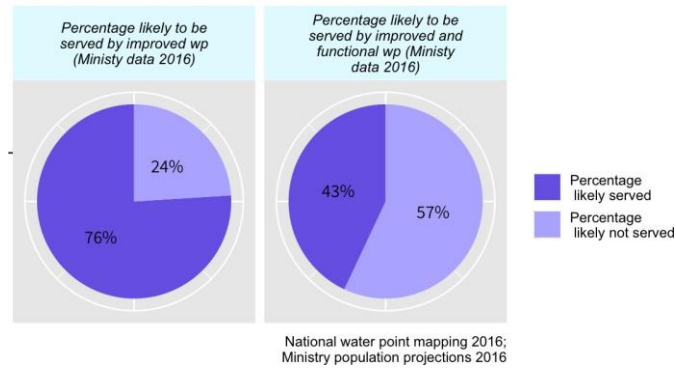 Percentage likely to be
served by improved wp
(Ministy data 2016)
Percentage likely to be
served by improved and
functional wp (Ministy
data 2016)
24%
76%
43%
57%
Percentage
likely served
Percentage
likely not served
National water point mapping 2016;
Ministry population projections 2016